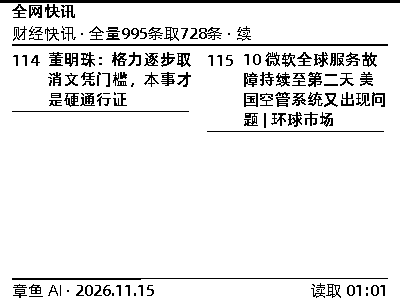 全网快讯
财经快讯 · 全量995条取728条 · 续
114 董明珠：格力逐步取
消文凭门槛，本事才
是硬通行证
115 10 微软全球服务故
障持续至第二天 美
国空管系统又出现问
题 | 环球市场
章鱼 AI · 2026.11.15
读取 01:01